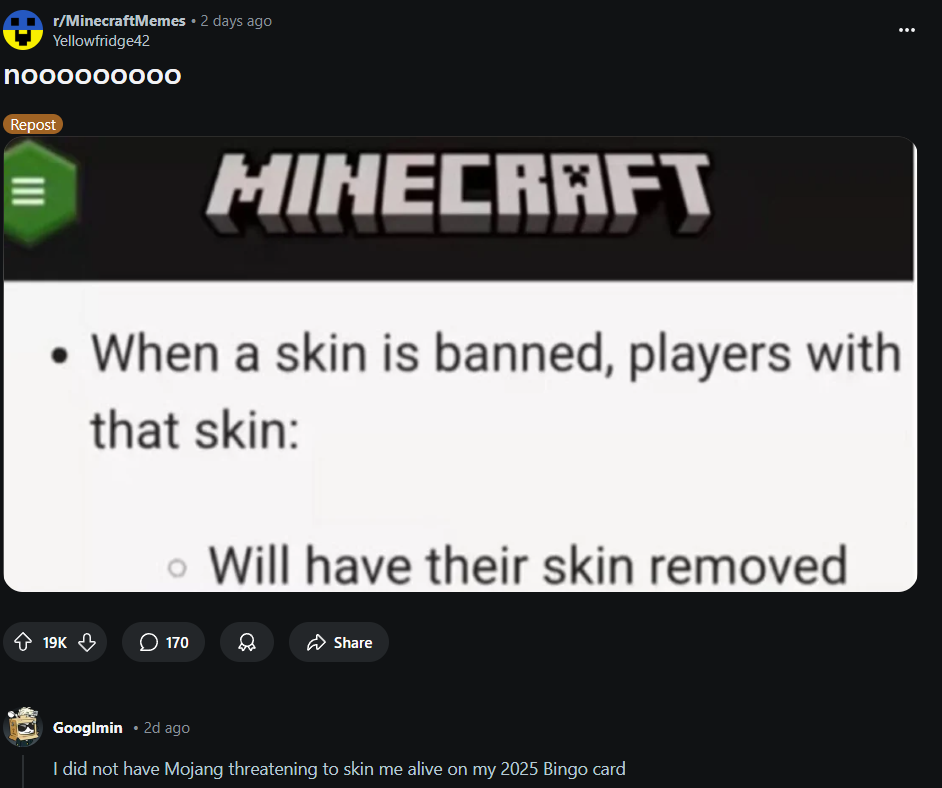 r/MinecraftMemes • 2 days ago
Yellowfridge42
nooooooooo
Repost
MINECRAFT
• When a skin is banned, players with
that skin:
○ Will have their skin removed
19K
170
Share
Googlmin • 2d ago
I did not have Mojang threatening to skin me alive on my 2025 Bingo card